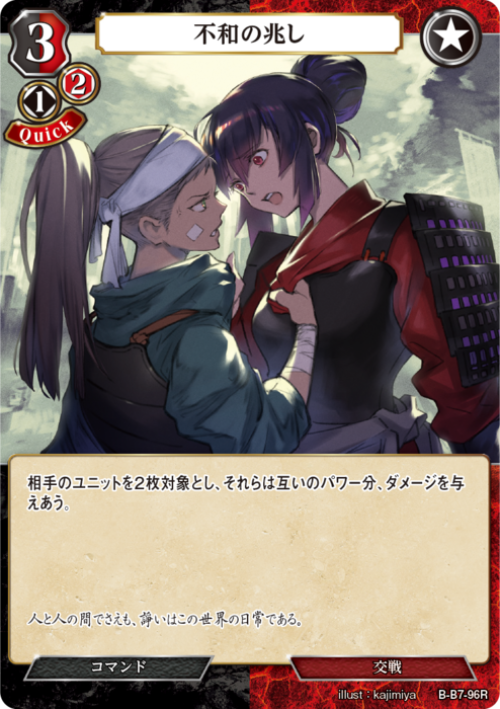 3
不和の兆し
1
2
Quick
相手のユニットを2枚対象とし、それらは互いのパワー分、ダメージを与
えあう。
人と人の間でさえも、諍いはこの世界の日常である。
コマンド
交戦
illust : kajimiya
B-B7-96R